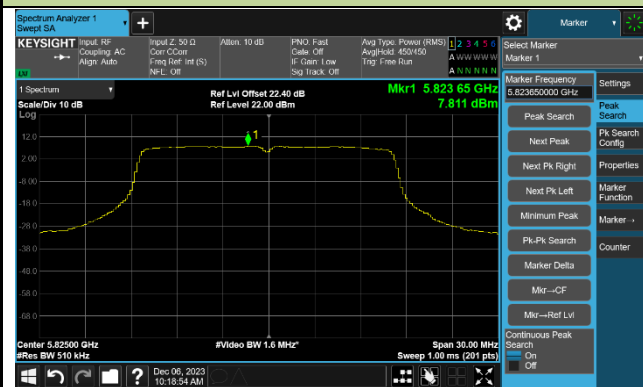 Spectrum Analyzer 1
Swept SA
+
Marker
KEYSIGHT
Input: RF
Coupling: AC
Align: Auto
Input Z: 50 Ω
Corr CCorr
Freq Ref: Int (S)
NFE: Off
Atten: 10 dB
PNO: Fast
Gate: Off
IF Gain: Low
Sig Track: Off
Avg Type: Power (RMS)
Avg|Hold: 450/450
Trig: Free Run
1 2 3 4 5 6
A W W W W W
A N N N N N
LXI
Select Marker
Marker 1
1 Spectrum
Scale/Div 10 dB
Log
Ref Lvl Offset 22.40 dB
Ref Level 22.00 dBm
Mkr1 5.823 65 GHz
7.811 dBm
12.0
2.00
-8.00
-18.0
-28.0
-38.0
-48.0
-58.0
-68.0
1
Center 5.82500 GHz
#Res BW 510 kHz
#Video BW 1.6 MHz*
Span 30.00 MHz
Sweep 1.00 ms (201 pts)
Marker Frequency
5.823650000 GHz
Peak Search
Next Peak
Next Pk Right
Next Pk Left
Minimum Peak
Pk-Pk Search
Marker Delta
Mkr→CF
Mkr→Ref Lvl
Continuous Peak
Search
On
Off
Settings
Peak
Search
Pk Search
Config
Properties
Marker
Function
Marker→
Counter
?
Dec 06, 2023
10:18:54 AM